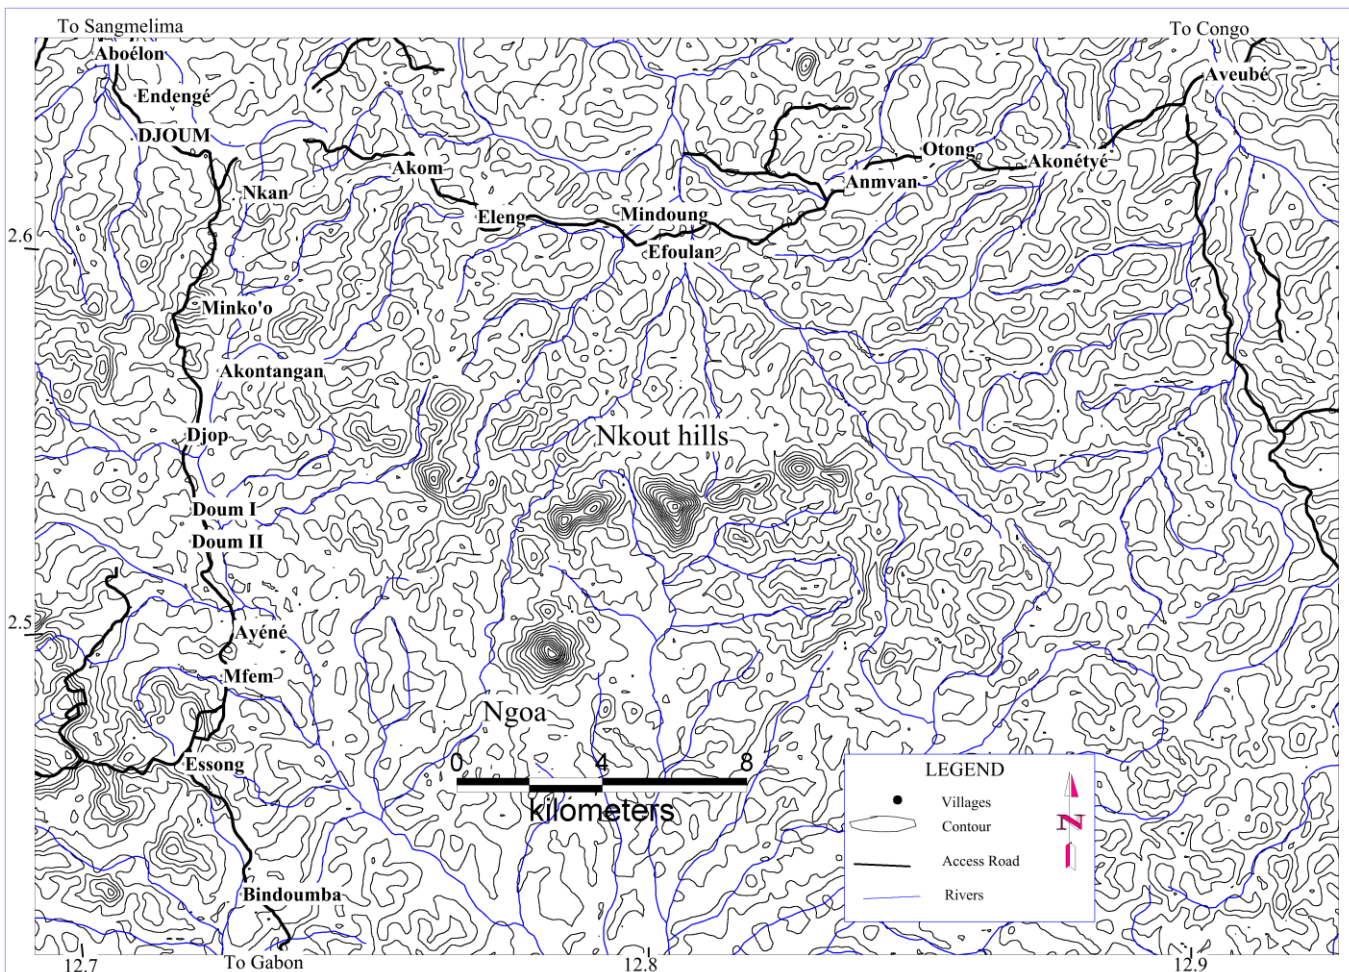 To Sangmelima
To Congo
Aboélon
Aveubé
Endengé
DJOUM
Otong
Akonétyé
Akom
Anmvan
Nkan
Eleng
Mindoung
2.6
Efoulan
Minko'o
Akontangan
Djop
Nkout hills
Doum I
Doum II
2.5
Ayéné
Mfem
Ngoa
Essong
0 4 8
kilometers
LEGEND
Villages
Contour
N
Access Road
Rivers
Bindoumba
To Gabon
12.7
12.8
12.9